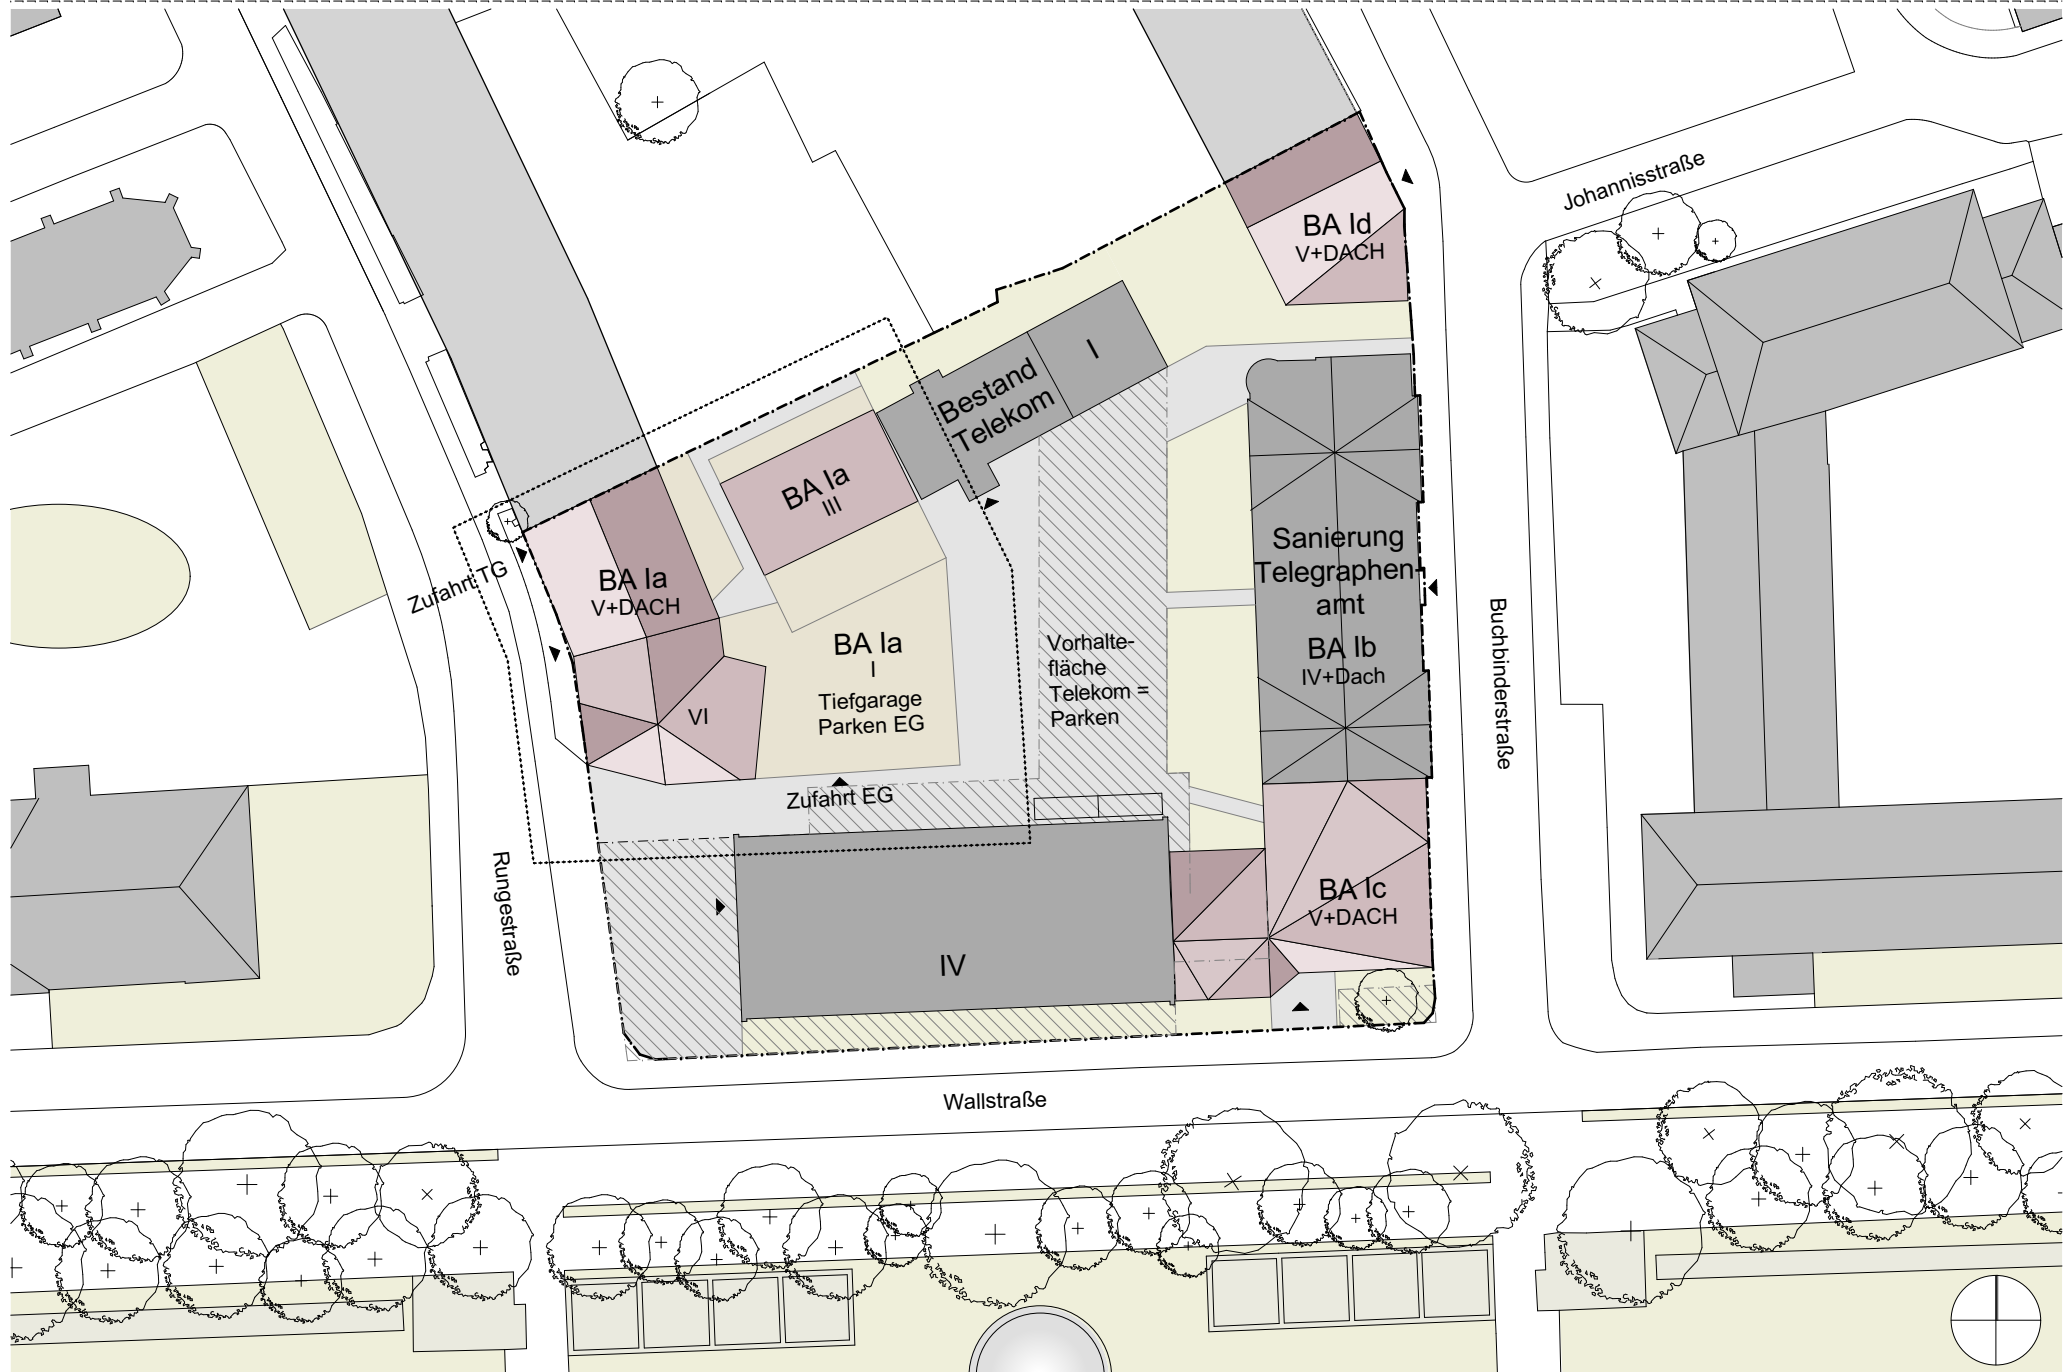 Johannisstraße
BA Id
V+DACH
Bestand
Telekom
I
BA Ia
III
Zufahrt TG
BA Ia
V+DACH
VI
BA Ia
I
Tiefgarage
Parken EG
Vorhalte-
fläche
Telekom =
Parken
Sanierung
Telegraphen-
amt
BA Ib
IV+Dach
Buchbinderstraße
Zufahrt EG
Rungestraße
IV
BA Ic
V+DACH
Wallstraße